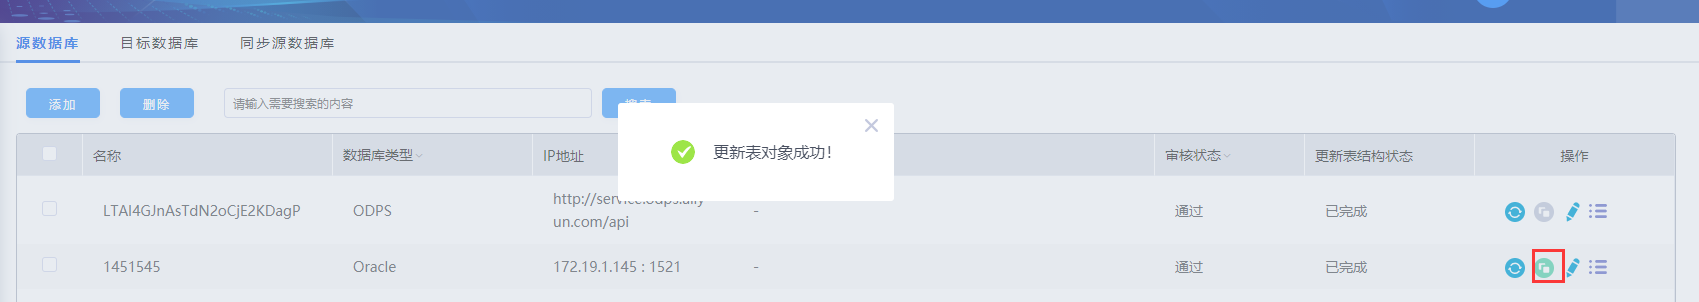 源数据库 目标数据库 同步源数据库
添加 删除 请输入需要搜索的内容
更新表对象成功!
名称 数据库类型 IP地址 审核状态 更新表结构状态 操作
LTAI4GJnAsTdN2oCjE2KDagP ODPS http://service.odps.aliy - 通过 已完成
un.com/api
1451545 Oracle 172.19.1.145 : 1521 - 通过 已完成